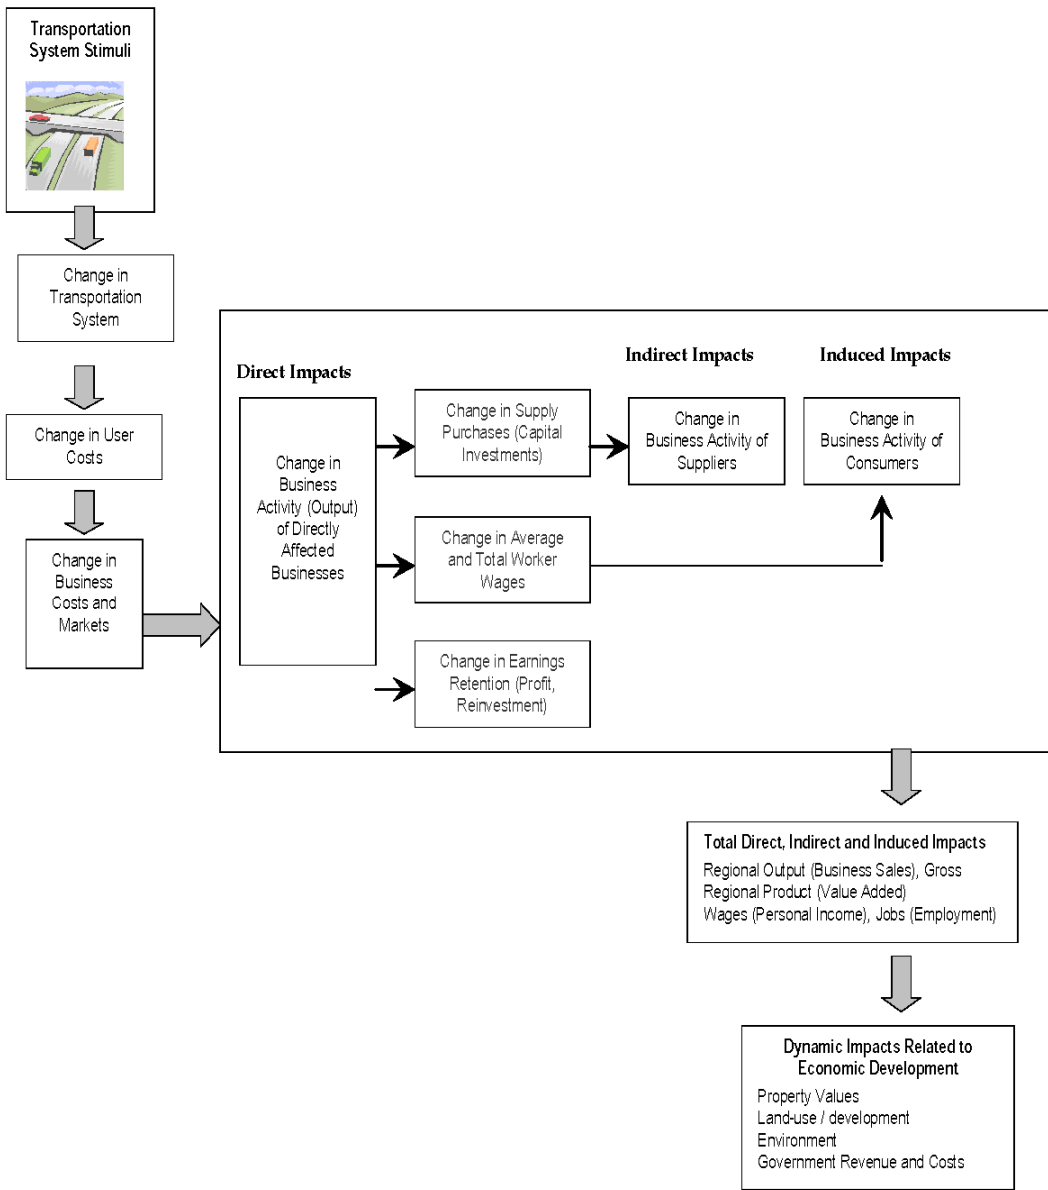 Transportation
System Stimuli
Change in
Transportation
System
Change in User
Costs
Change in
Business
Costs and
Markets
Direct Impacts
Change in
Business
Activity (Output)
of Directly
Affected
Businesses
Change in Supply
Purchases (Capital
Investments)
Change in Average
and Total Worker
Wages
Change in Earnings
Retention (Profit,
Reinvestment)
Indirect Impacts
Change in
Business Activity of
Suppliers
Induced Impacts
Change in
Business Activity of
Consumers
Total Direct, Indirect and Induced Impacts
Regional Output (Business Sales), Gross
Regional Product (Value Added)
Wages (Personal Income), Jobs (Employment)
Dynamic Impacts Related to
Economic Development
Property Values
Land-use / development
Environment
Government Revenue and Costs